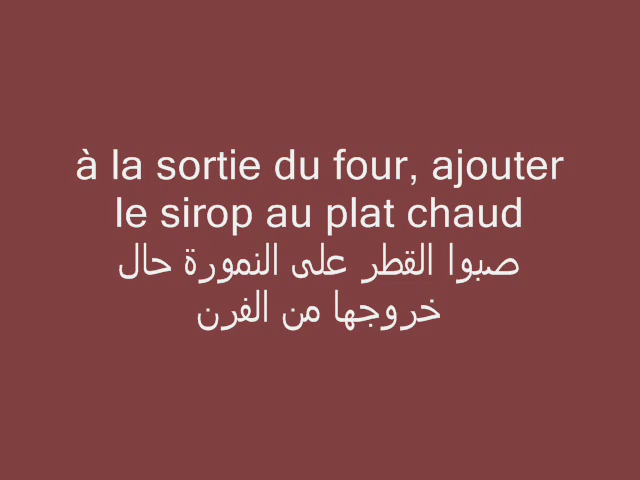 à la sortie du four, ajouter
le sirop au plat chaud
صبوا القطر على النمورة حال
خروجها من الفرن